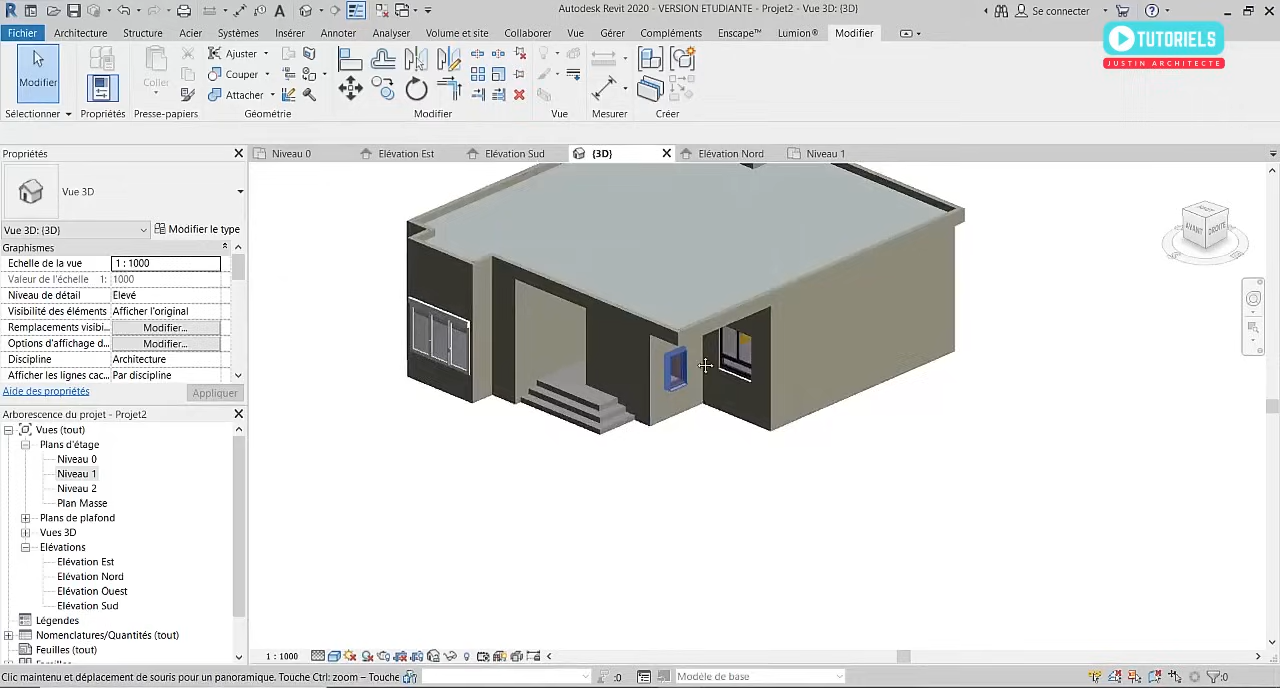 Autodesk Revit 2020 - VERSION ETUDIANTE - Projet2 - Vue 3D: {3D}
Se connecter
Fichier Architecture Structure Acier Systèmes Insérer Annoter Analyser Volume et site Collaborer Vue Gérer Compléments Enscape™ Lumion® Modifier
TUTORIELS
JUSTIN ARCHITECTE
Modifier
Coller
Ajuster
Couper
Attacher
Sélectionner Propriétés Presse-papiers Géométrie Modifier Vue Mesurer Créer
Propriétés
Niveau 0 Elévation Est Elévation Sud {3D} Elévation Nord Niveau 1
Vue 3D
Vue 3D: {3D} Modifier le type
Graphismes
Echelle de la vue 1 : 1000
Valeur de l'échelle 1: 1000
Niveau de détail Elevé
Visibilité des éléments Afficher l'original
Remplacements visibi... Modifier...
Options d'affichage d... Modifier...
Discipline Architecture
Afficher les lignes cac... Par discipline
Aide des propriétés Appliquer
Arborescence du projet - Projet2
Vues (tout)
Plans d'étage
Niveau 0
Niveau 1
Niveau 2
Plan Masse
Plans de plafond
Vues 3D
Elévations
Elévation Est
Elévation Nord
Elévation Ouest
Elévation Sud
Légendes
Nomenclatures/Quantités (tout)
Feuilles (tout)
AVANT DROITE
1 : 1000
Clic maintenu et déplacement de souris pour un panoramique. Touche Ctrl: zoom – Touche
:0
Modèle de base
:0